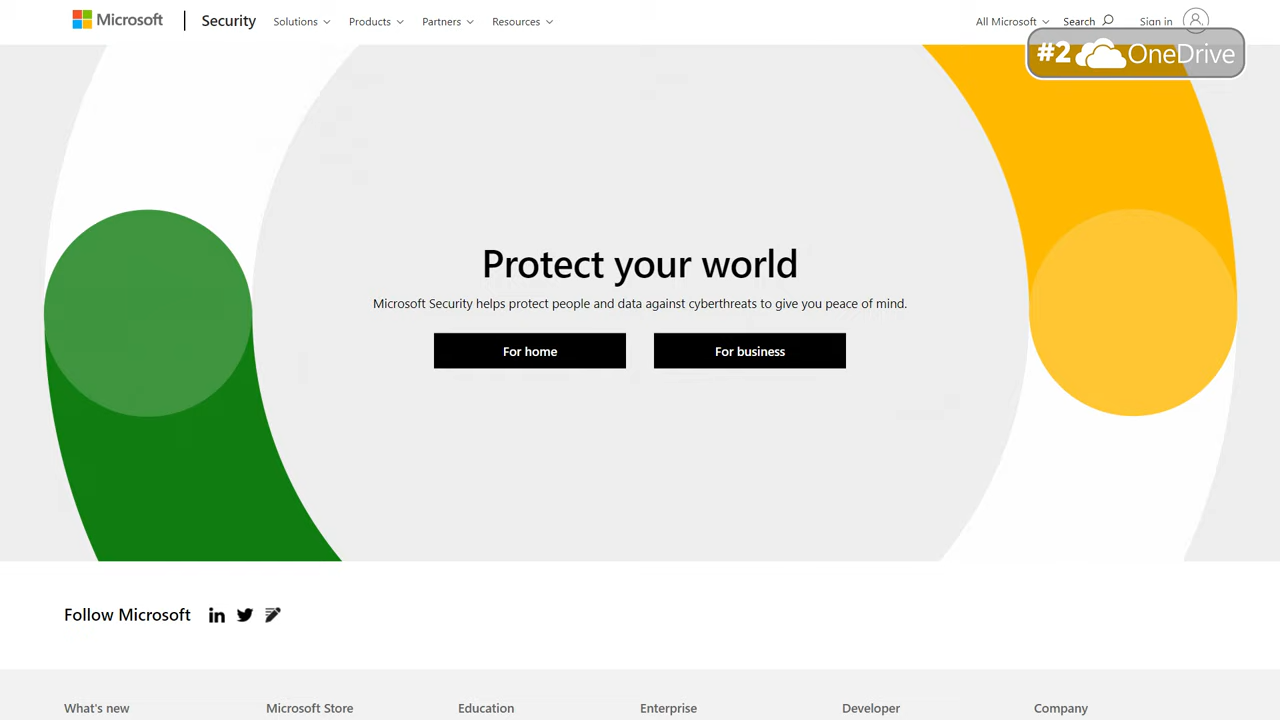 Microsoft Security Solutions Products Partners Resources All Microsoft Search Sign in
#2 OneDrive
Protect your world
Microsoft Security helps protect people and data against cyberthreats to give you peace of mind.
For home For business
Follow Microsoft in
What's new Microsoft Store Education Enterprise Developer Company